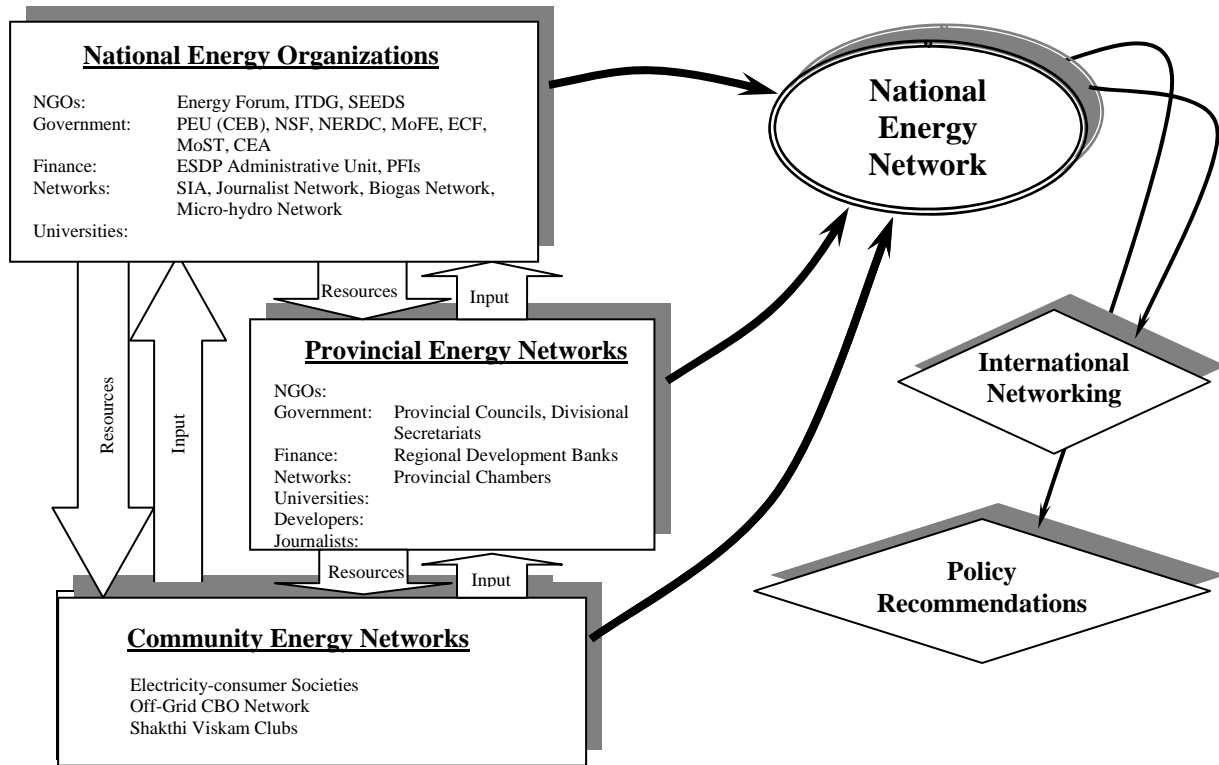 National Energy Organizations
NGOs: Energy Forum, ITDG, SEEDS
Government: PEU (CEB), NSF, NERDC, MoFE, ECF,
MoST, CEA
Finance: ESDP Administrative Unit, PFIs
Networks: SIA, Journalist Network, Biogas Network,
Micro-hydro Network
Universities:
National
Energy
Network
Resources
Input
Resources
Input
Provincial Energy Networks
NGOs:
Government: Provincial Councils, Divisional
Secretariats
Finance: Regional Development Banks
Networks: Provincial Chambers
Universities:
Developers:
Journalists:
International
Networking
Resources
Input
Policy
Recommendations
Community Energy Networks
Electricity-consumer Societies
Off-Grid CBO Network
Shakthi Viskam Clubs